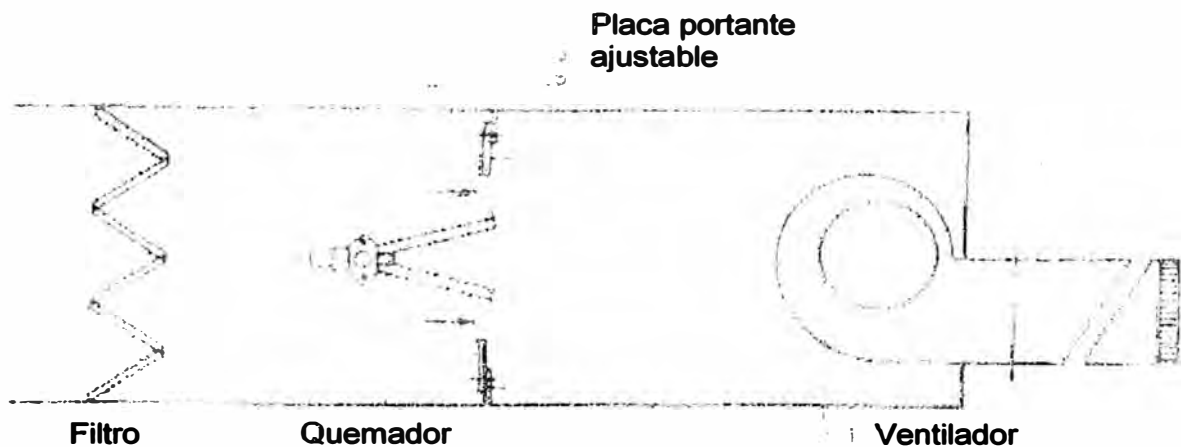 Placa portante
ajustable
Filtro
Quemador
Ventilador